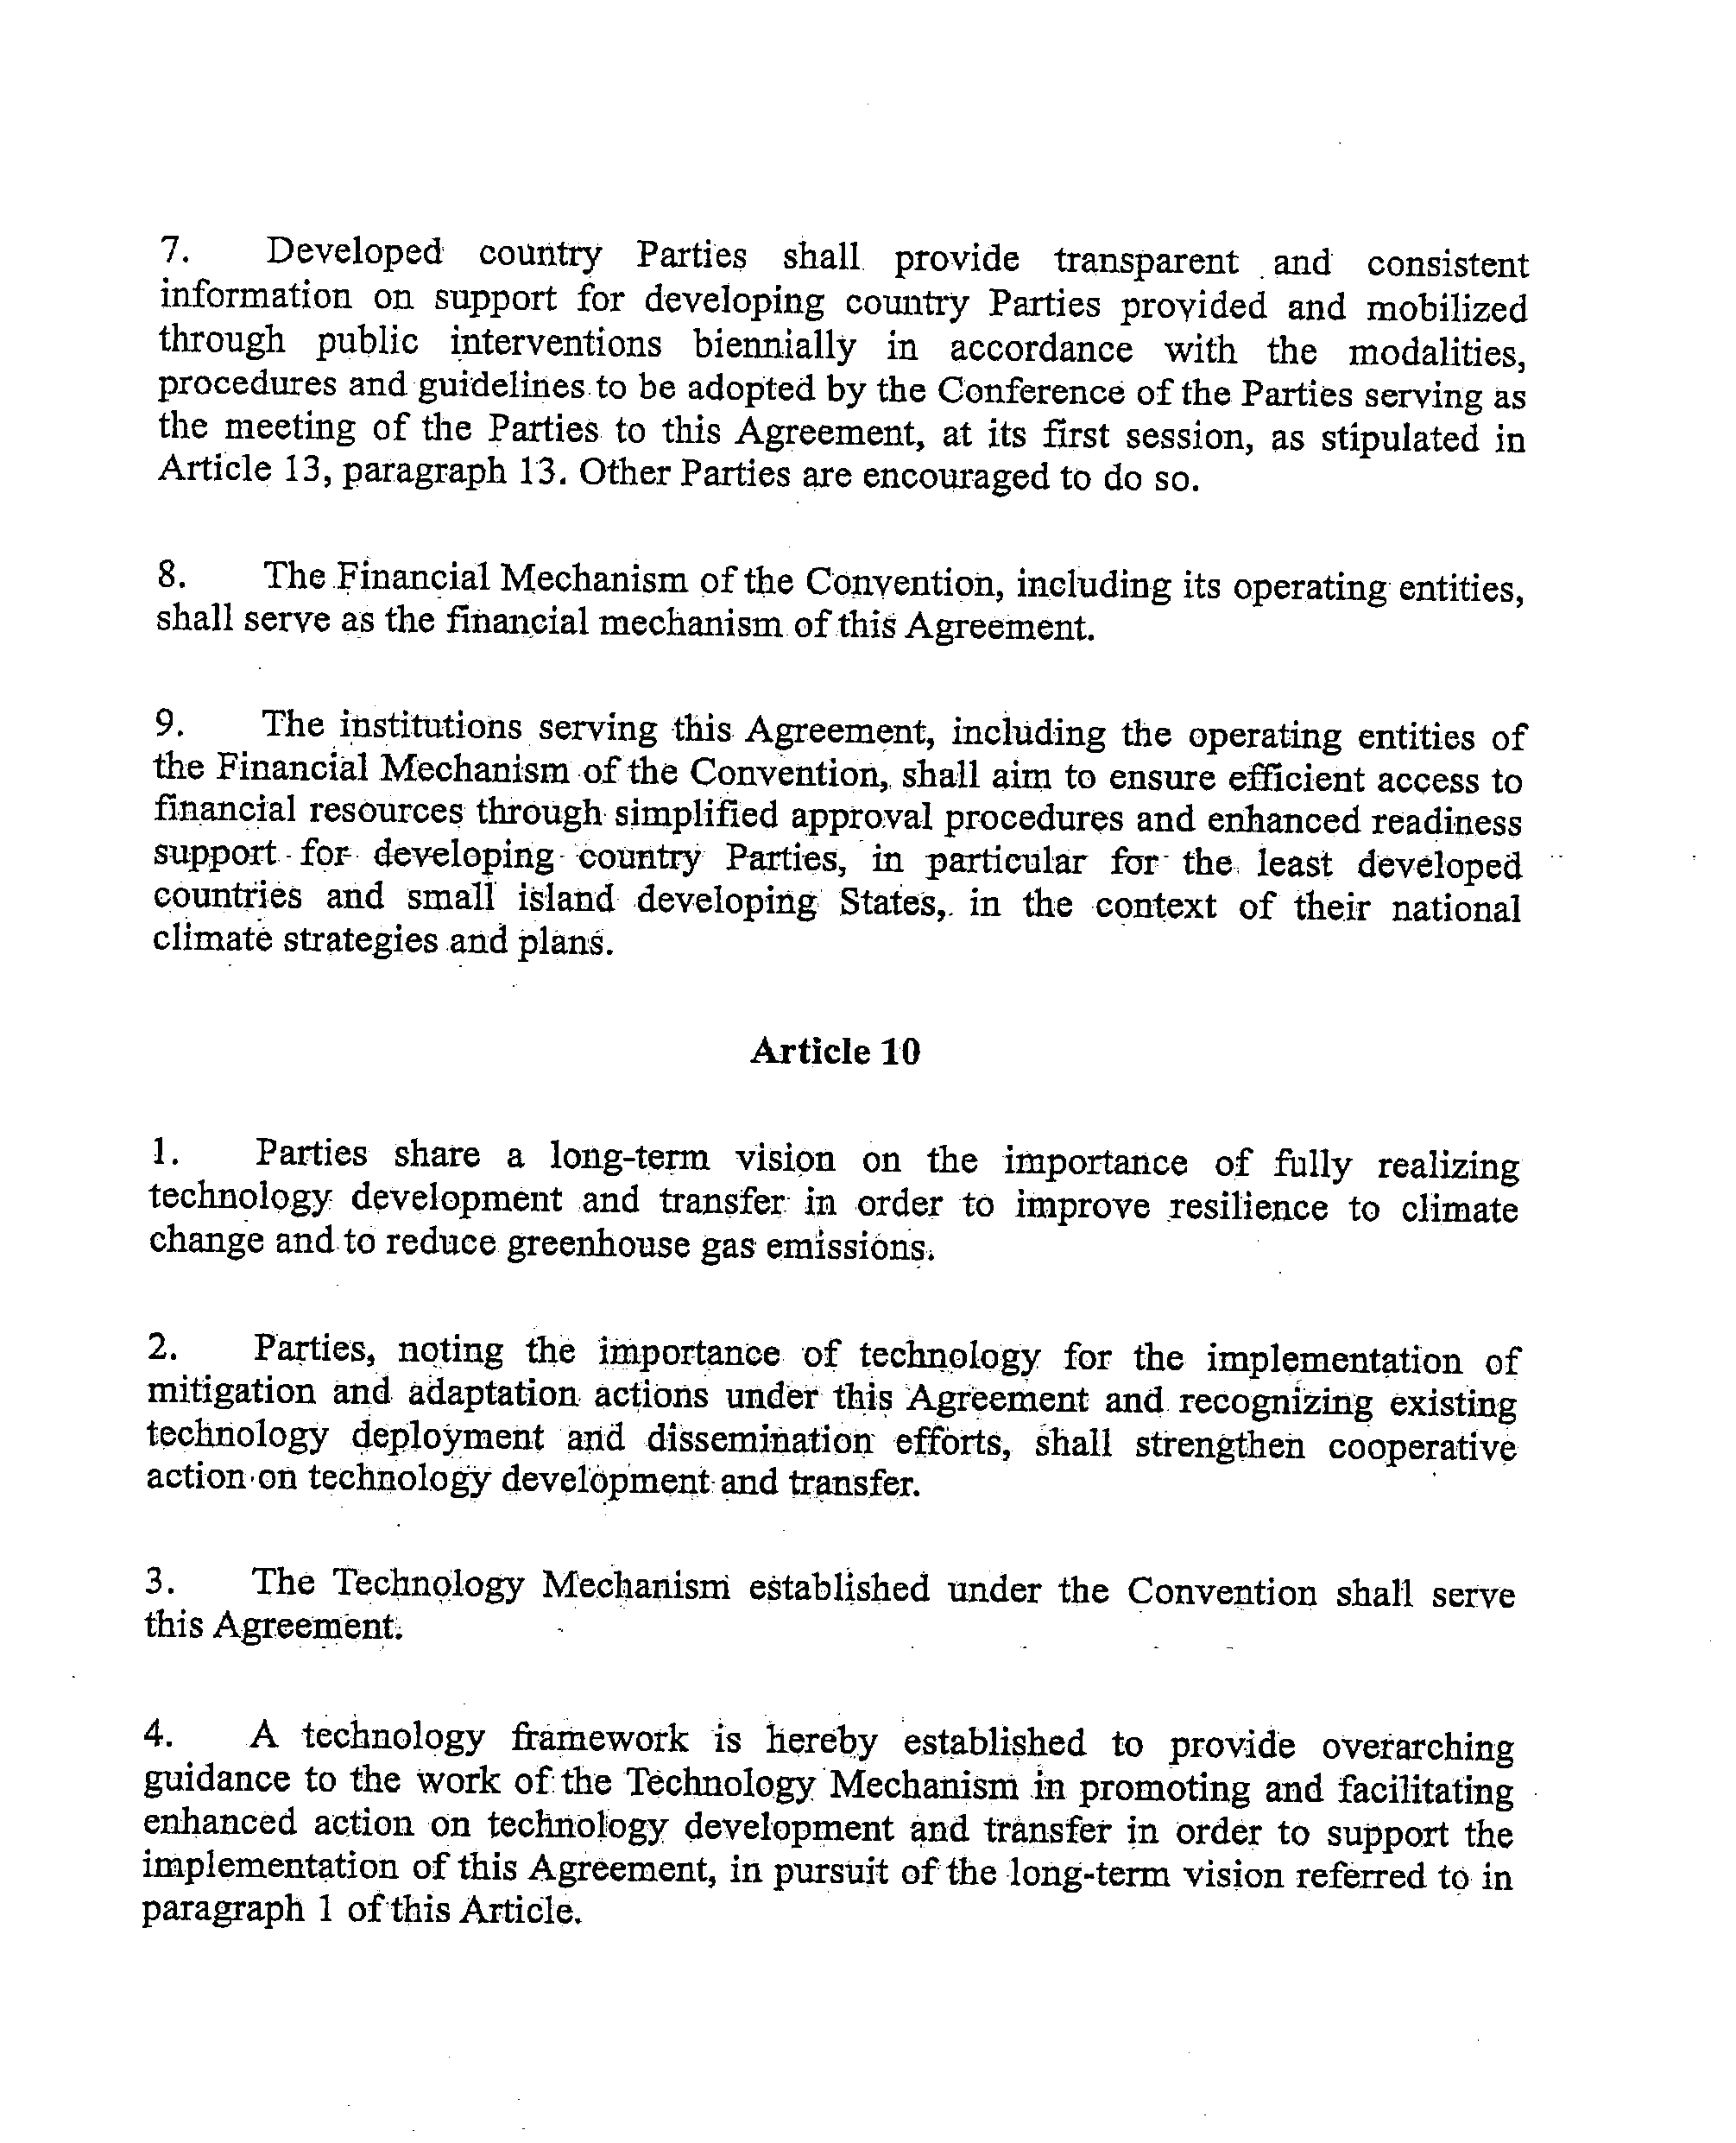 7. Developed country Parties shall provide transparent and consistent
information on support for developing country Parties provided and mobilized
through public interventions biennially in accordance with the modalities,
procedures and guidelines to be adopted by the Conference of the Parties serving as
the meeting of the Parties to this Agreement, at its first session, as stipulated in
Article 13, paragraph 13. Other Parties are encouraged to do so.
8. The Financial Mechanism of the Convention, including its operating entities,
shall serve as the financial mechanism of this Agreement.
9. The institutions serving this Agreement, including the operating entities of
the Financial Mechanism of the Convention, shall aim to ensure efficient access to
financial resources through simplified approval procedures and enhanced readiness
support for developing country Parties, in particular for the least developed
countries and small island developing States, in the context of their national
climate strategies and plans.
Article 10
1. Parties share a long-term vision on the importance of fully realizing
technology development and transfer in order to improve resilience to climate
change and to reduce greenhouse gas emissions.
2. Parties, noting the importance of technology for the implementation of
mitigation and adaptation actions under this Agreement and recognizing existing
technology deployment and dissemination efforts, shall strengthen cooperative
action on technology development and transfer.
3. The Technology Mechanism established under the Convention shall serve
this Agreement.
4. A technology framework is hereby established to provide overarching
guidance to the work of the Technology Mechanism in promoting and facilitating
enhanced action on technology development and transfer in order to support the
implementation of this Agreement, in pursuit of the long-term vision referred to in
paragraph 1 of this Article.